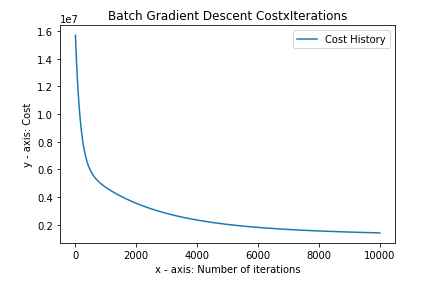 Batch Gradient Descent CostxIterations
1e7
Cost History
1.6
1.4
1.2
1.0
0.8
0.6
0.4
0.2
y - axis: Cost
0 2000 4000 6000 8000 10000
x - axis: Number of iterations